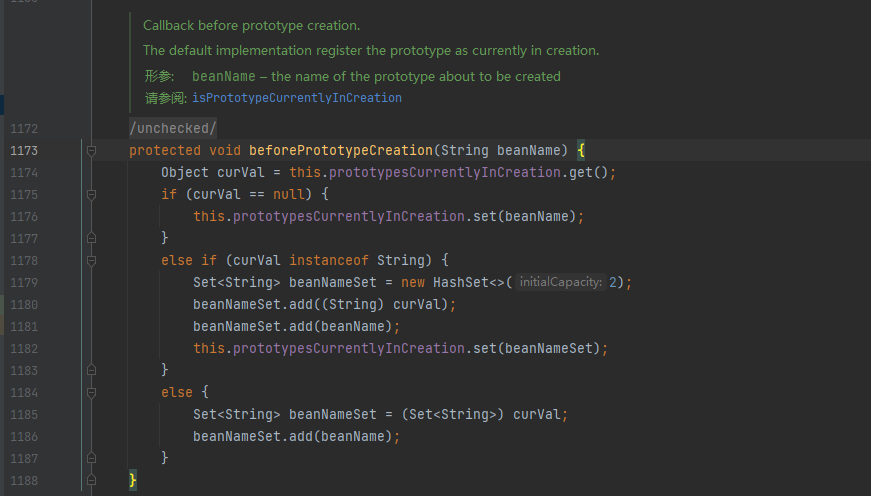 Callback before prototype creation.
The default implementation register the prototype as currently in creation.
形参: beanName – the name of the prototype about to be created
请参阅: isPrototypeCurrentlyInCreation
1172 /unchecked/
1173 protected void beforePrototypeCreation(String beanName) {
1174 Object curVal = this.prototypesCurrentlyInCreation.get();
1175 if (curVal == null) {
1176 this.prototypesCurrentlyInCreation.set(beanName);
1177 }
1178 else if (curVal instanceof String) {
1179 Set<String> beanNameSet = new HashSet<>( initialCapacity: 2);
1180 beanNameSet.add((String) curVal);
1181 beanNameSet.add(beanName);
1182 this.prototypesCurrentlyInCreation.set(beanNameSet);
1183 }
1184 else {
1185 Set<String> beanNameSet = (Set<String>) curVal;
1186 beanNameSet.add(beanName);
1187 }
1188 }